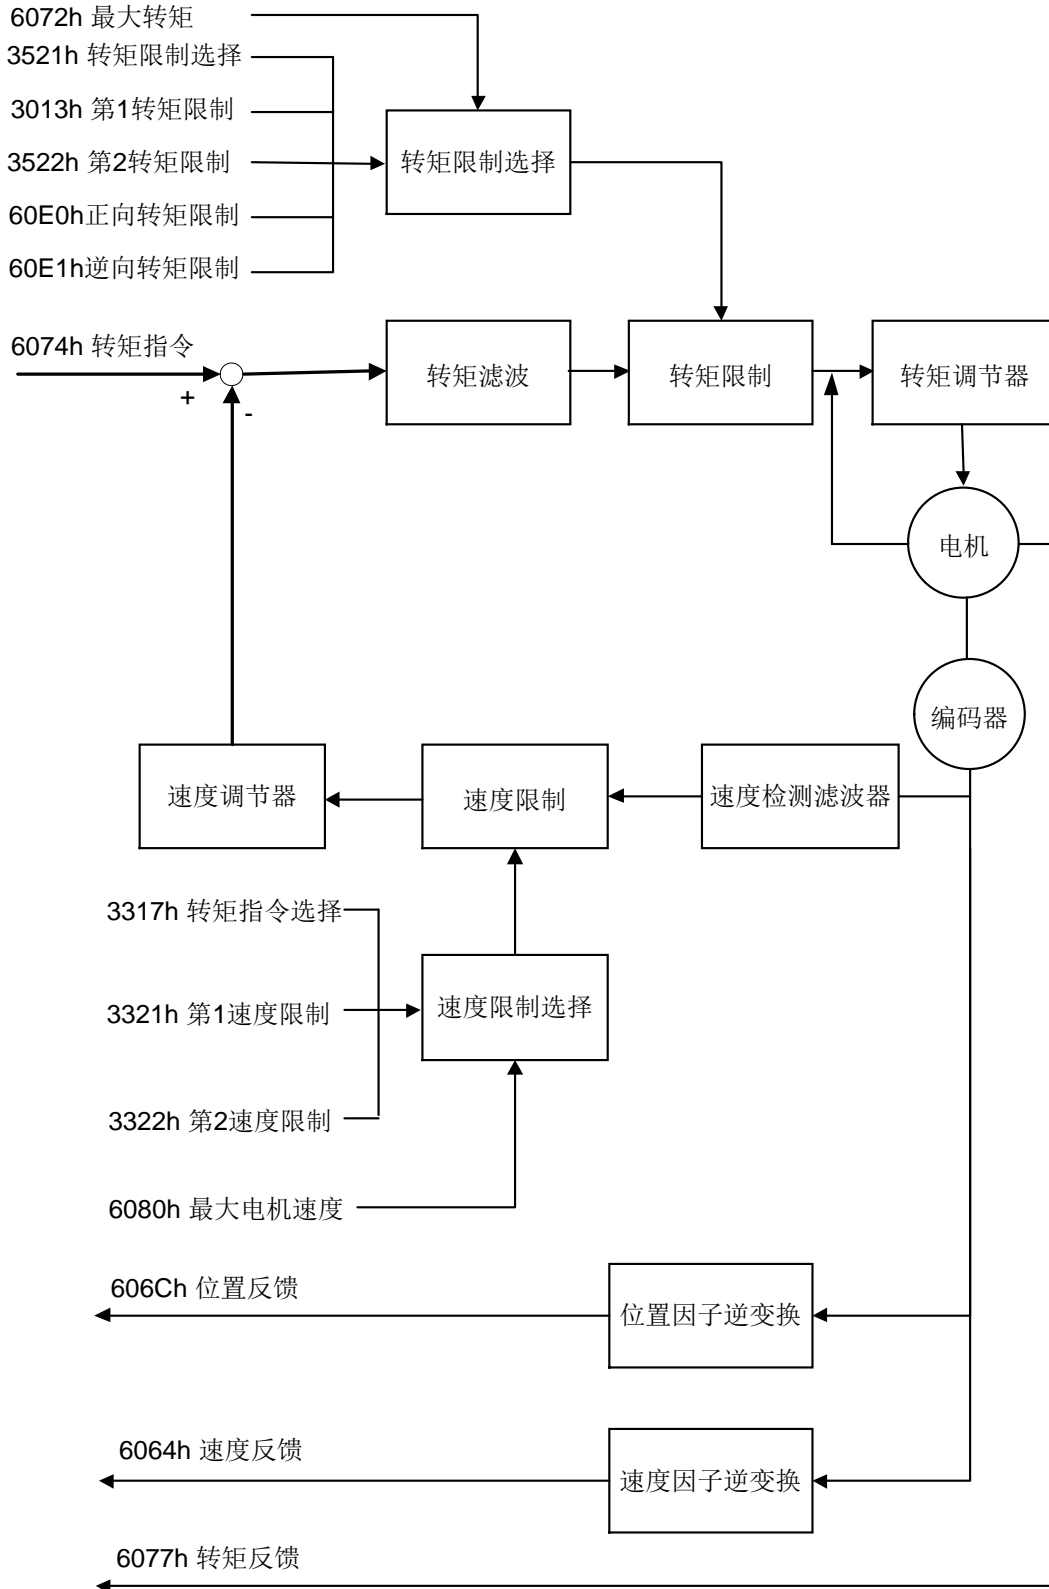 6072h 最大转矩
3521h 转矩限制选择
3013h 第1转矩限制
3522h 第2转矩限制
转矩限制选择
60E0h正向转矩限制
60E1h逆向转矩限制
6074h 转矩指令
+
-
转矩滤波
转矩限制
转矩调节器
电机
编码器
速度调节器
速度限制
速度检测滤波器
3317h 转矩指令选择
3321h 第1速度限制
速度限制选择
3322h 第2速度限制
6080h 最大电机速度
606Ch 位置反馈
位置因子逆变换
6064h 速度反馈
速度因子逆变换
6077h 转矩反馈